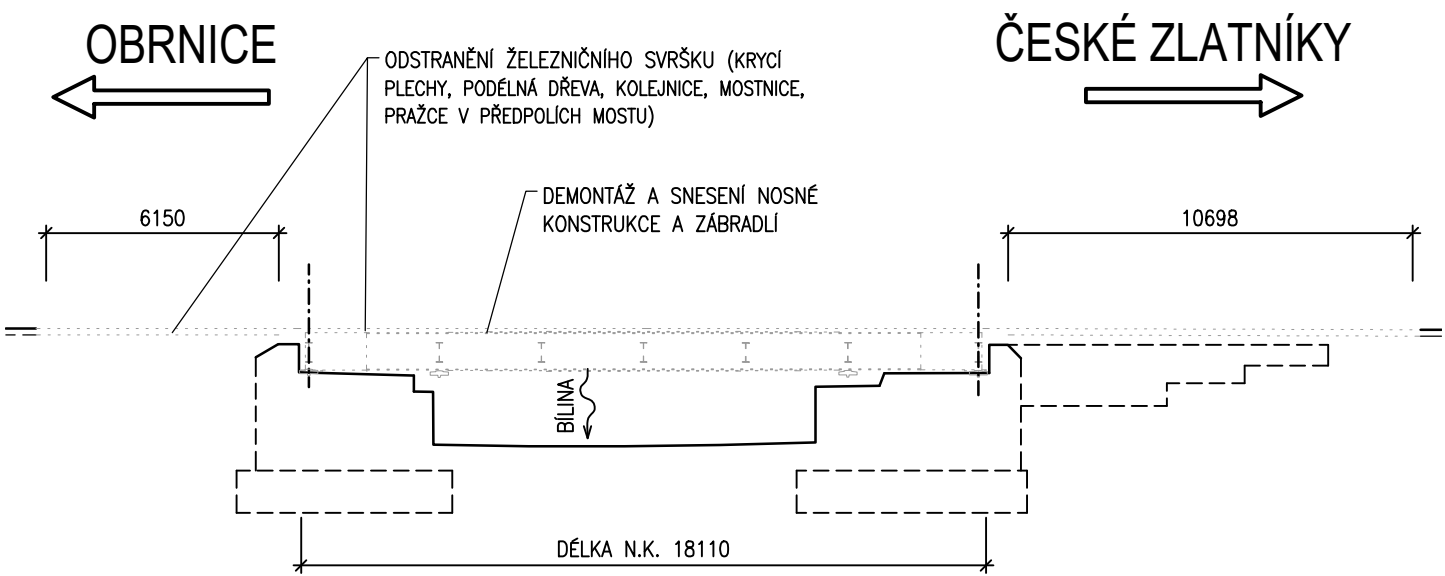 OBRNICE
ČESKÉ ZLATNÍKY
ODSTRANĚNÍ ŽELEZNIČNÍHO SVRŠKU (KRYCÍ
PLECHY, PODÉLNÁ DŘEVA, KOLEJNICE, MOSTNICE,
PRAŽCE V PŘEDPOLÍCH MOSTU)
DEMONTÁŽ A SNESENÍ NOSNÉ
KONSTRUKCE A ZÁBRADLÍ
6150
10698
BÍLINA
DÉLKA N.K. 18110